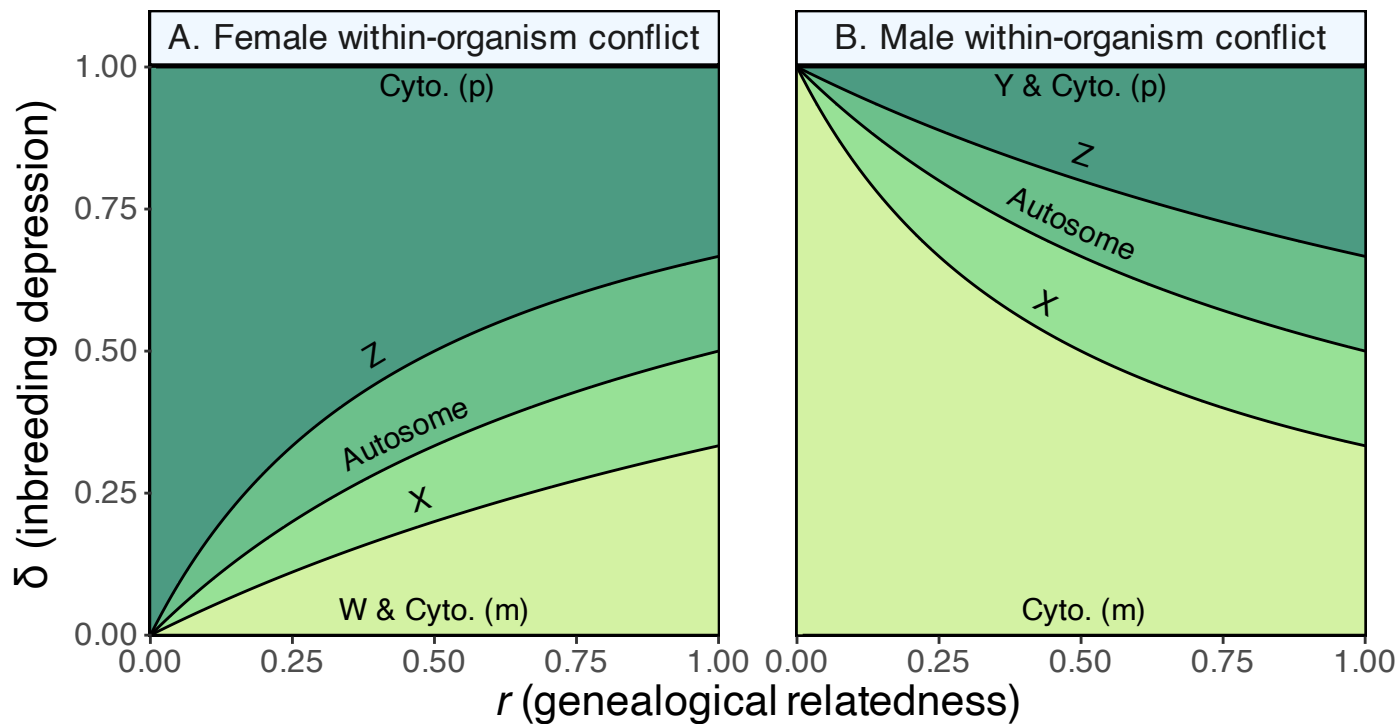 A. Female within-organism conflict
B. Male within-organism conflict
δ (inbreeding depression)
1.00
0.75
0.50
0.25
0.00
Cyto. (p)
Z
Autosome
X
W & Cyto. (m)
Y & Cyto. (p)
Z
Autosome
X
Cyto. (m)
0.00 0.25 0.50 0.75 1.00
0.00 0.25 0.50 0.75 1.00
r (genealogical relatedness)